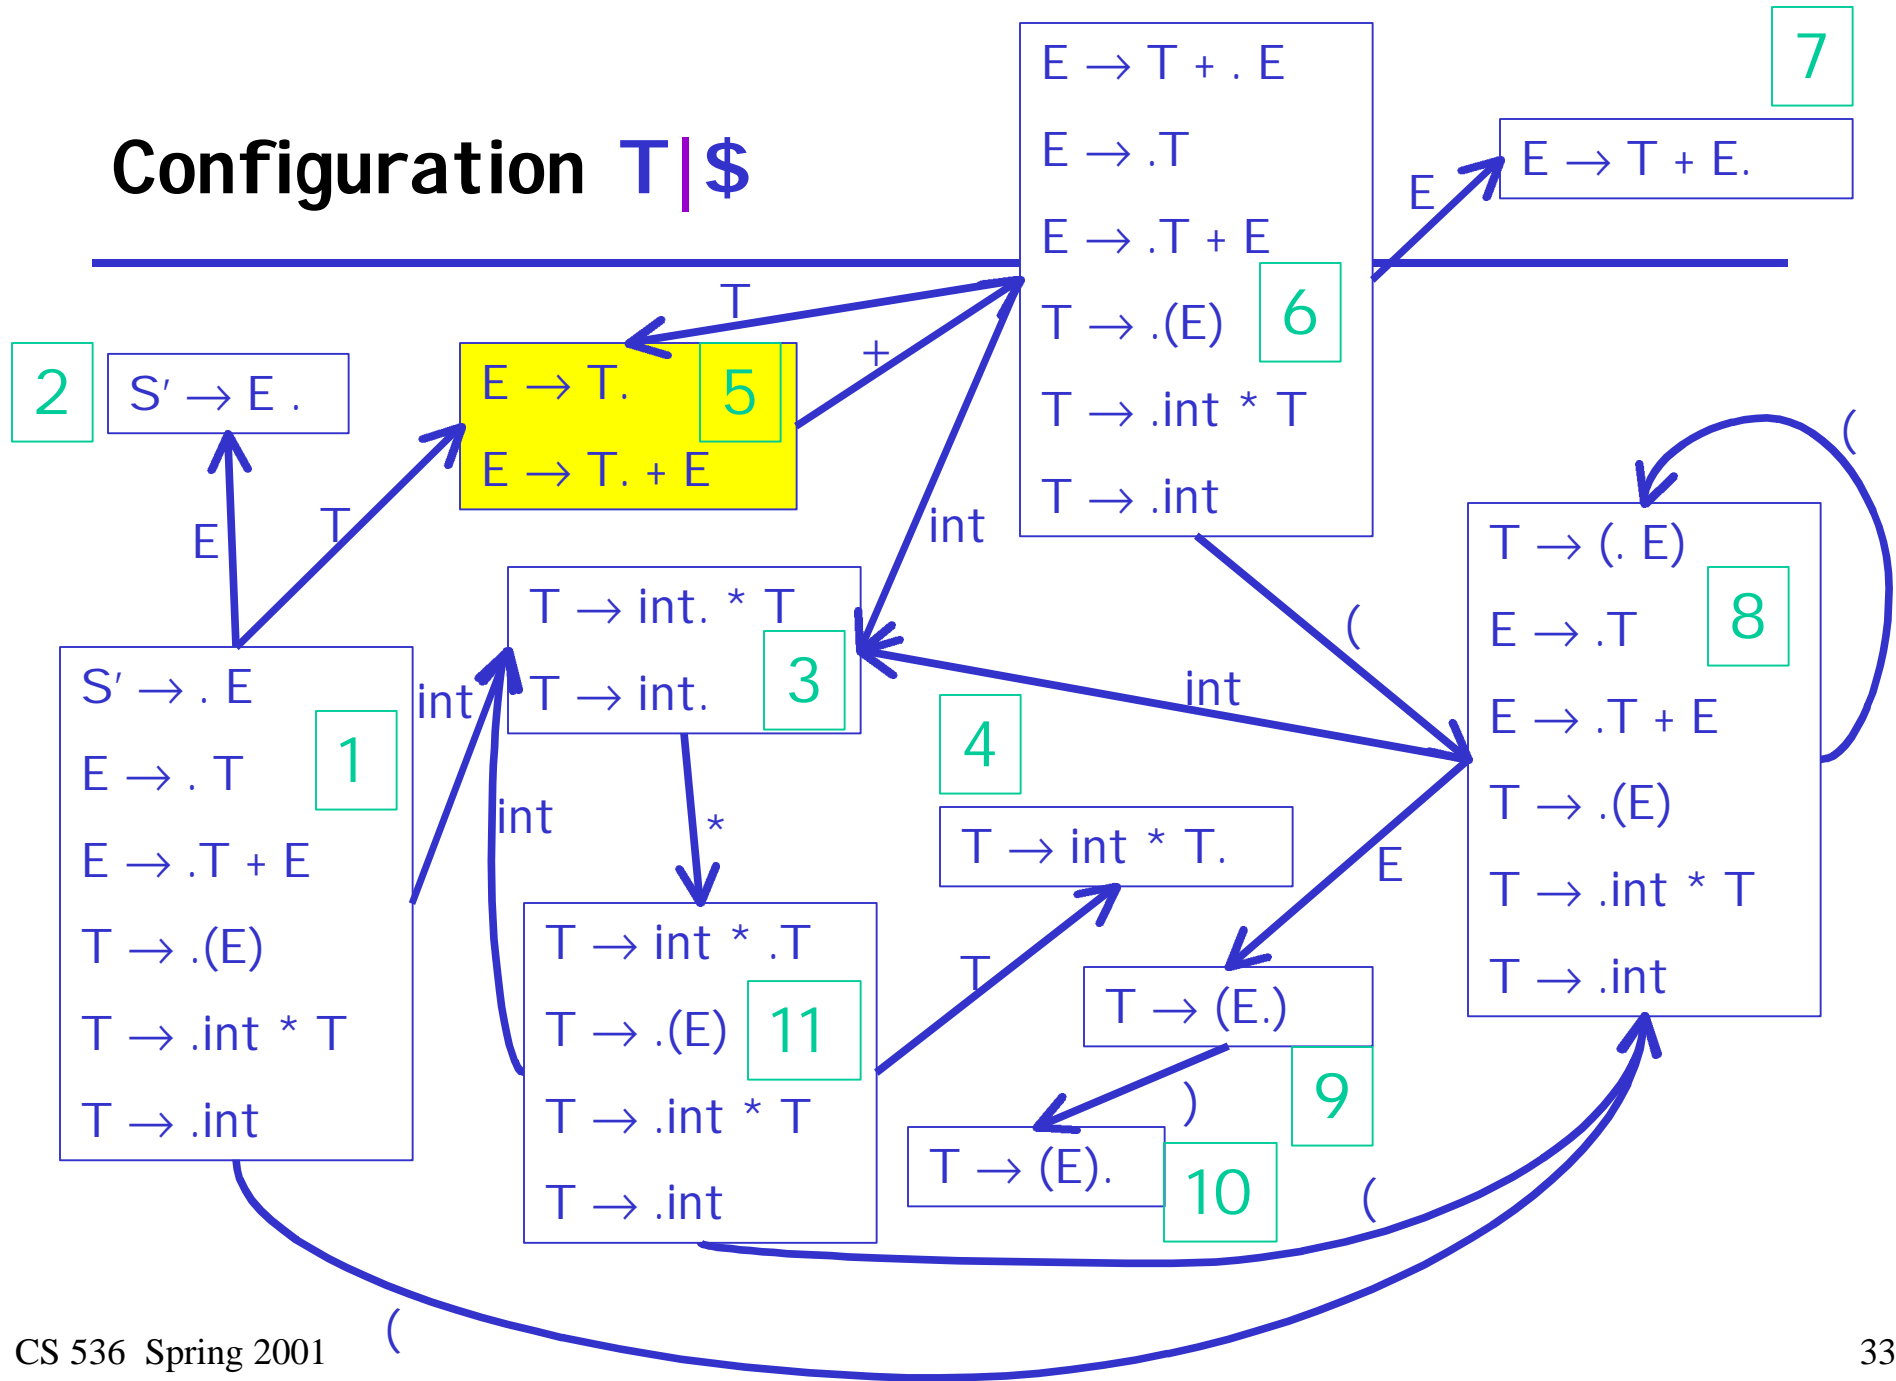 Configuration T|$
E → T + . E
E → .T
E → .T + E
T → .(E)
T → .int * T
T → .int
6
7
E → T + E.
E
T
+
int
(
2
S′ → E .
E → T.
E → T. + E
5
E
T
T → int. * T
T → int.
3
int
int
*
4
T → int * T.
int
S′ → . E
E → . T
E → .T + E
T → .(E)
T → .int * T
T → .int
1
T → int * .T
T → .(E)
T → .int * T
T → .int
11
T
T → (. E)
E → .T
E → .T + E
T → .(E)
T → .int * T
T → .int
8
(
E
T → (E.)
9
)
T → (E).
10
(
(
CS 536 Spring 2001
33